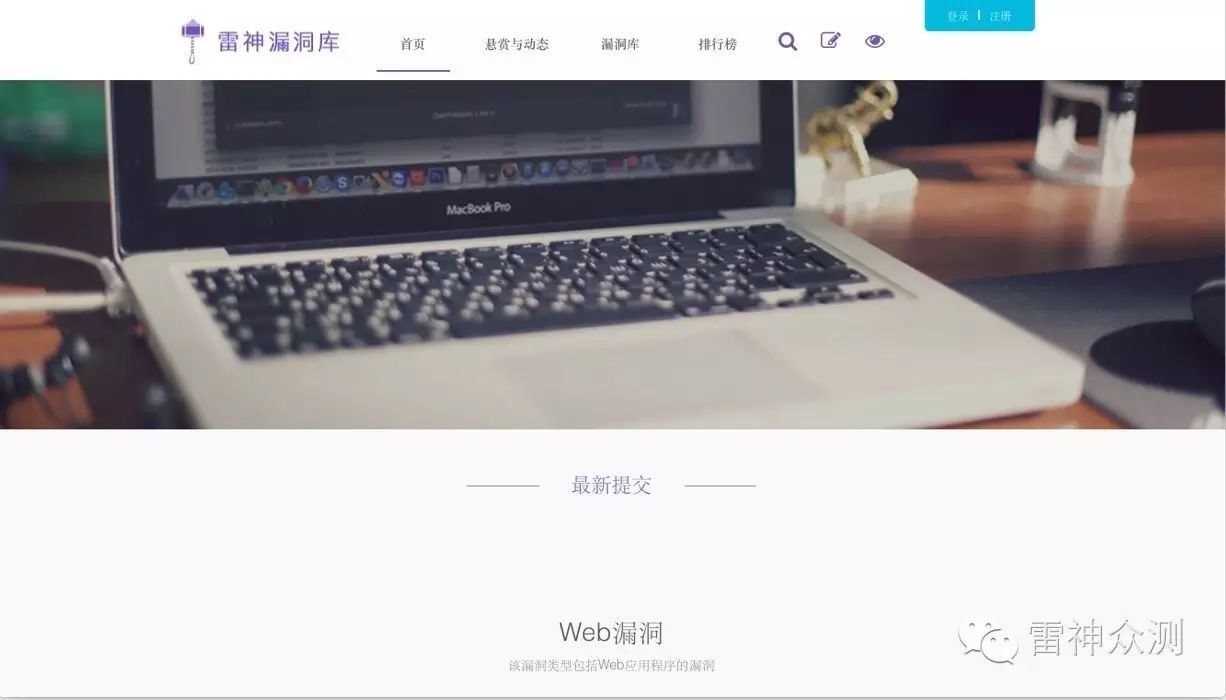 登录 | 注册
雷神漏洞库
首页 悬赏与动态 漏洞库 排行榜
MacBook Pro
最新提交
Web漏洞
该漏洞类型包括Web应用程序的漏洞
雷神众测